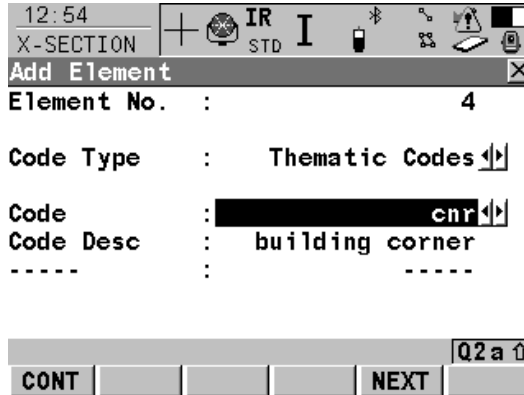 12:54
X-SECTION
IR
STD
I
Add Element
Element No. : 4
Code Type : Thematic Codes
Code : cnr
Code Desc : building corner
----- : -----
Q2a
CONT NEXT